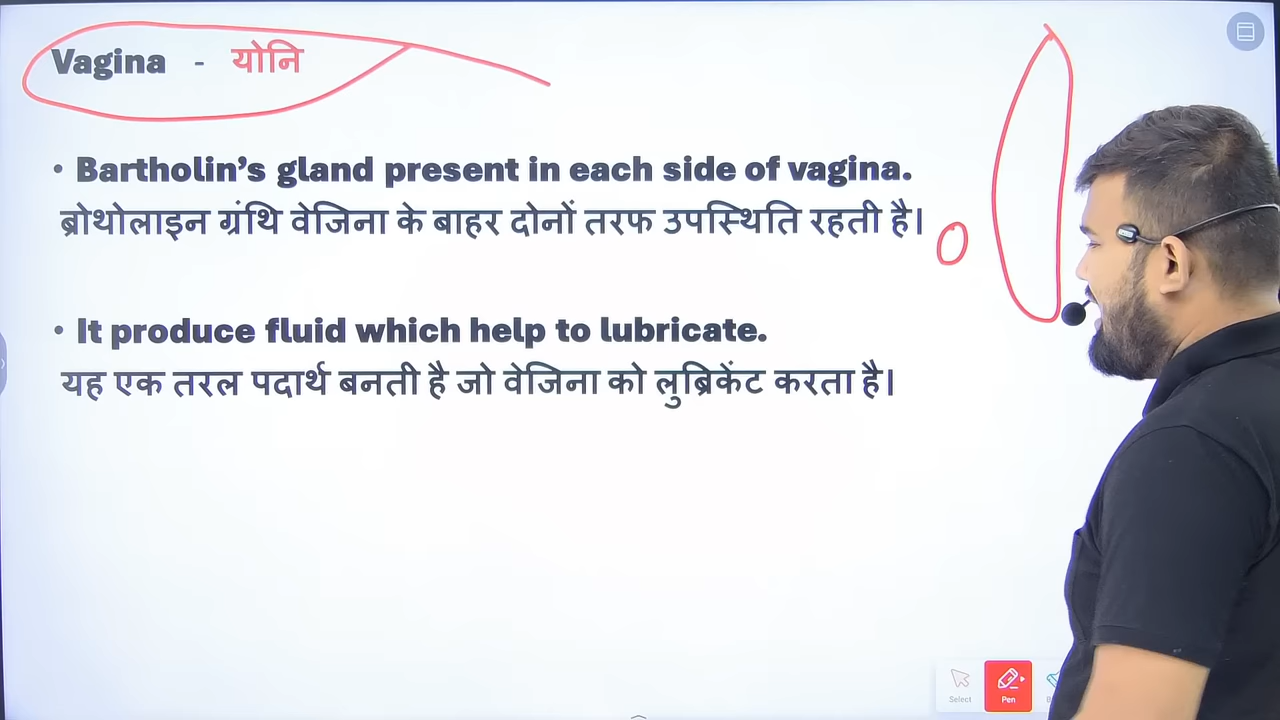 Vagina - योनि
• Bartholin's gland present in each side of vagina.
ब्रोथोलाइन ग्रंथि वेजिना के बाहर दोनों तरफ उपस्थिति रहती है।
• It produce fluid which help to lubricate.
यह एक तरल पदार्थ बनती है जो वेजिना को लुब्रिकेंट करता है।
Select
Pen